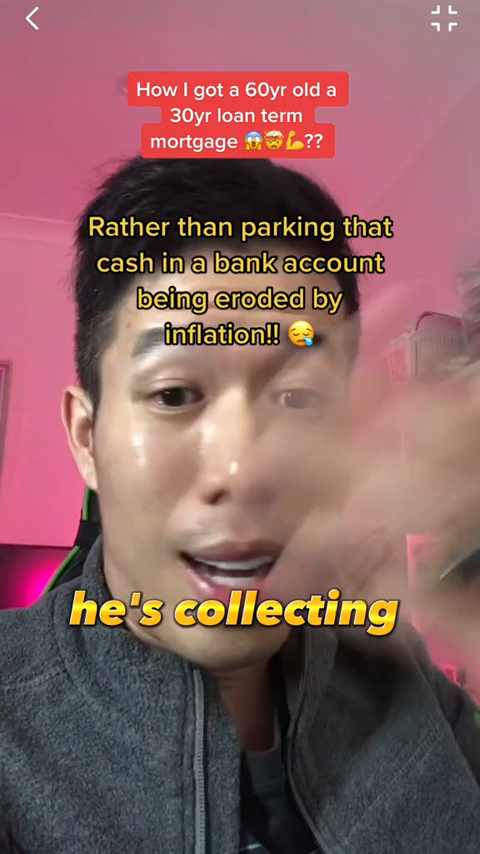 How I got a 60yr old a
30yr loan term
mortgage 😱🤯💪??
Rather than parking that
cash in a bank account
being eroded by
inflation!! 😪
he's collecting